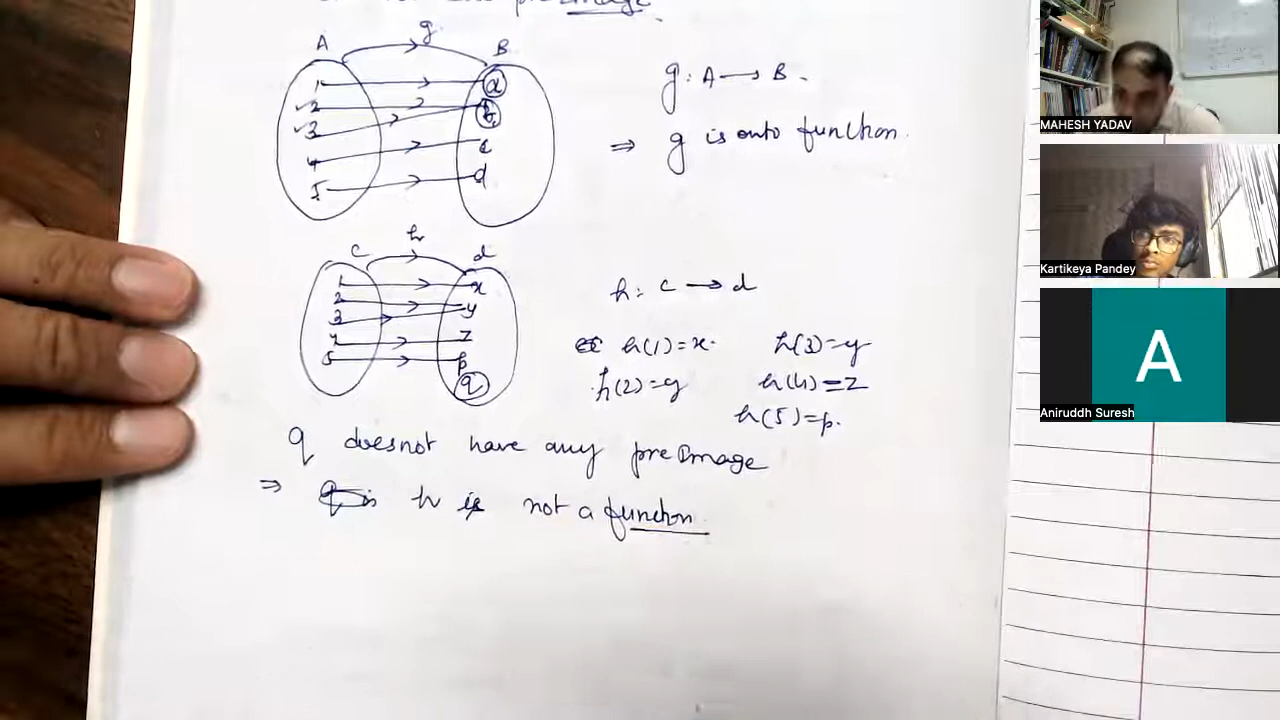 preimage.
g
A B
1 a
2 b
3 c
4 d
5
g: A → B.
⇒ g is onto function.
h
C d
1 x
2 y
3 z
4 p
5 q
h: C → d
h(1)=x. h(3)=y
h(2)=y h(4)=z
h(5)=p.
q doesnot have any preImage
⇒ h is not a function.
MAHESH YADAV
Kartikeya Pandey
A
Aniruddh Suresh